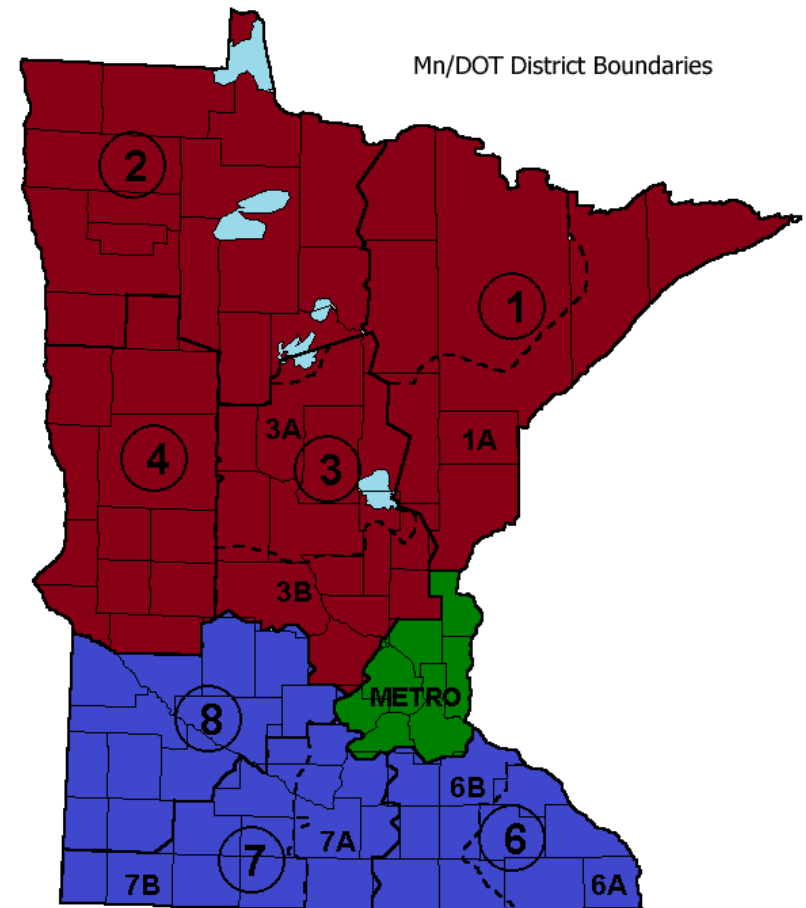 Mn/DOT District Boundaries
2
1
3A
1A
4
3
3B
METRO
8
6B
6
7A
7
7B
6A